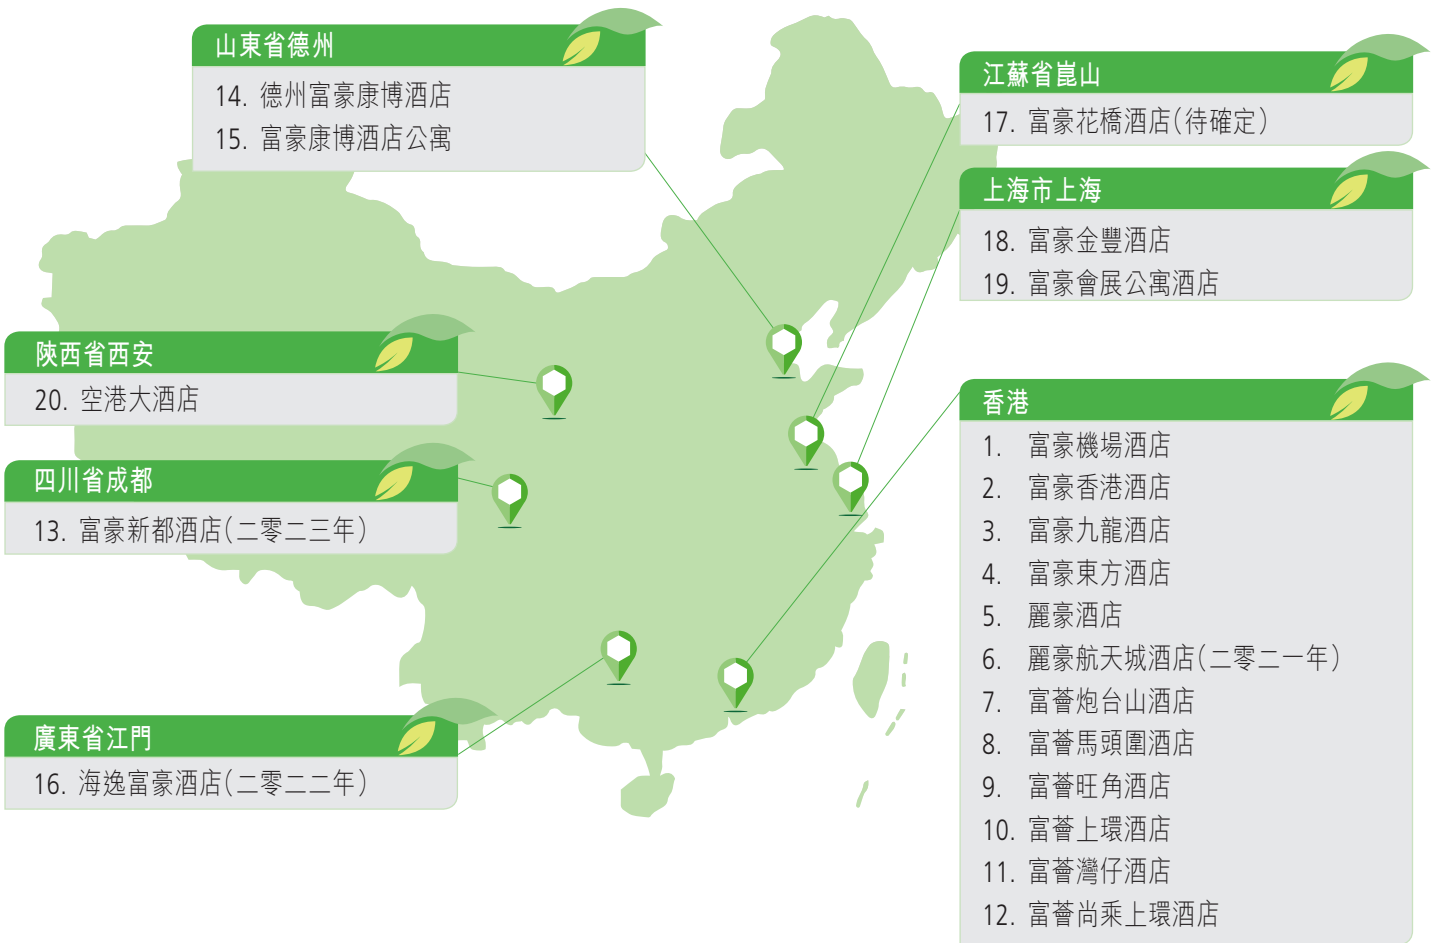 山東省德州
14. 德州富豪康博酒店
15. 富豪康博酒店公寓
江蘇省崑山
17. 富豪花橋酒店(待確定)
上海市上海
18. 富豪金豐酒店
19. 富豪會展公寓酒店
陝西省西安
20. 空港大酒店
四川省成都
13. 富豪新都酒店(二零二三年)
廣東省江門
16. 海逸富豪酒店(二零二二年)
香港
1. 富豪機場酒店
2. 富豪香港酒店
3. 富豪九龍酒店
4. 富豪東方酒店
5. 麗豪酒店
6. 麗豪航天城酒店(二零二一年)
7. 富薈炮台山酒店
8. 富薈馬頭圍酒店
9. 富薈旺角酒店
10. 富薈上環酒店
11. 富薈灣仔酒店
12. 富薈尚乘上環酒店